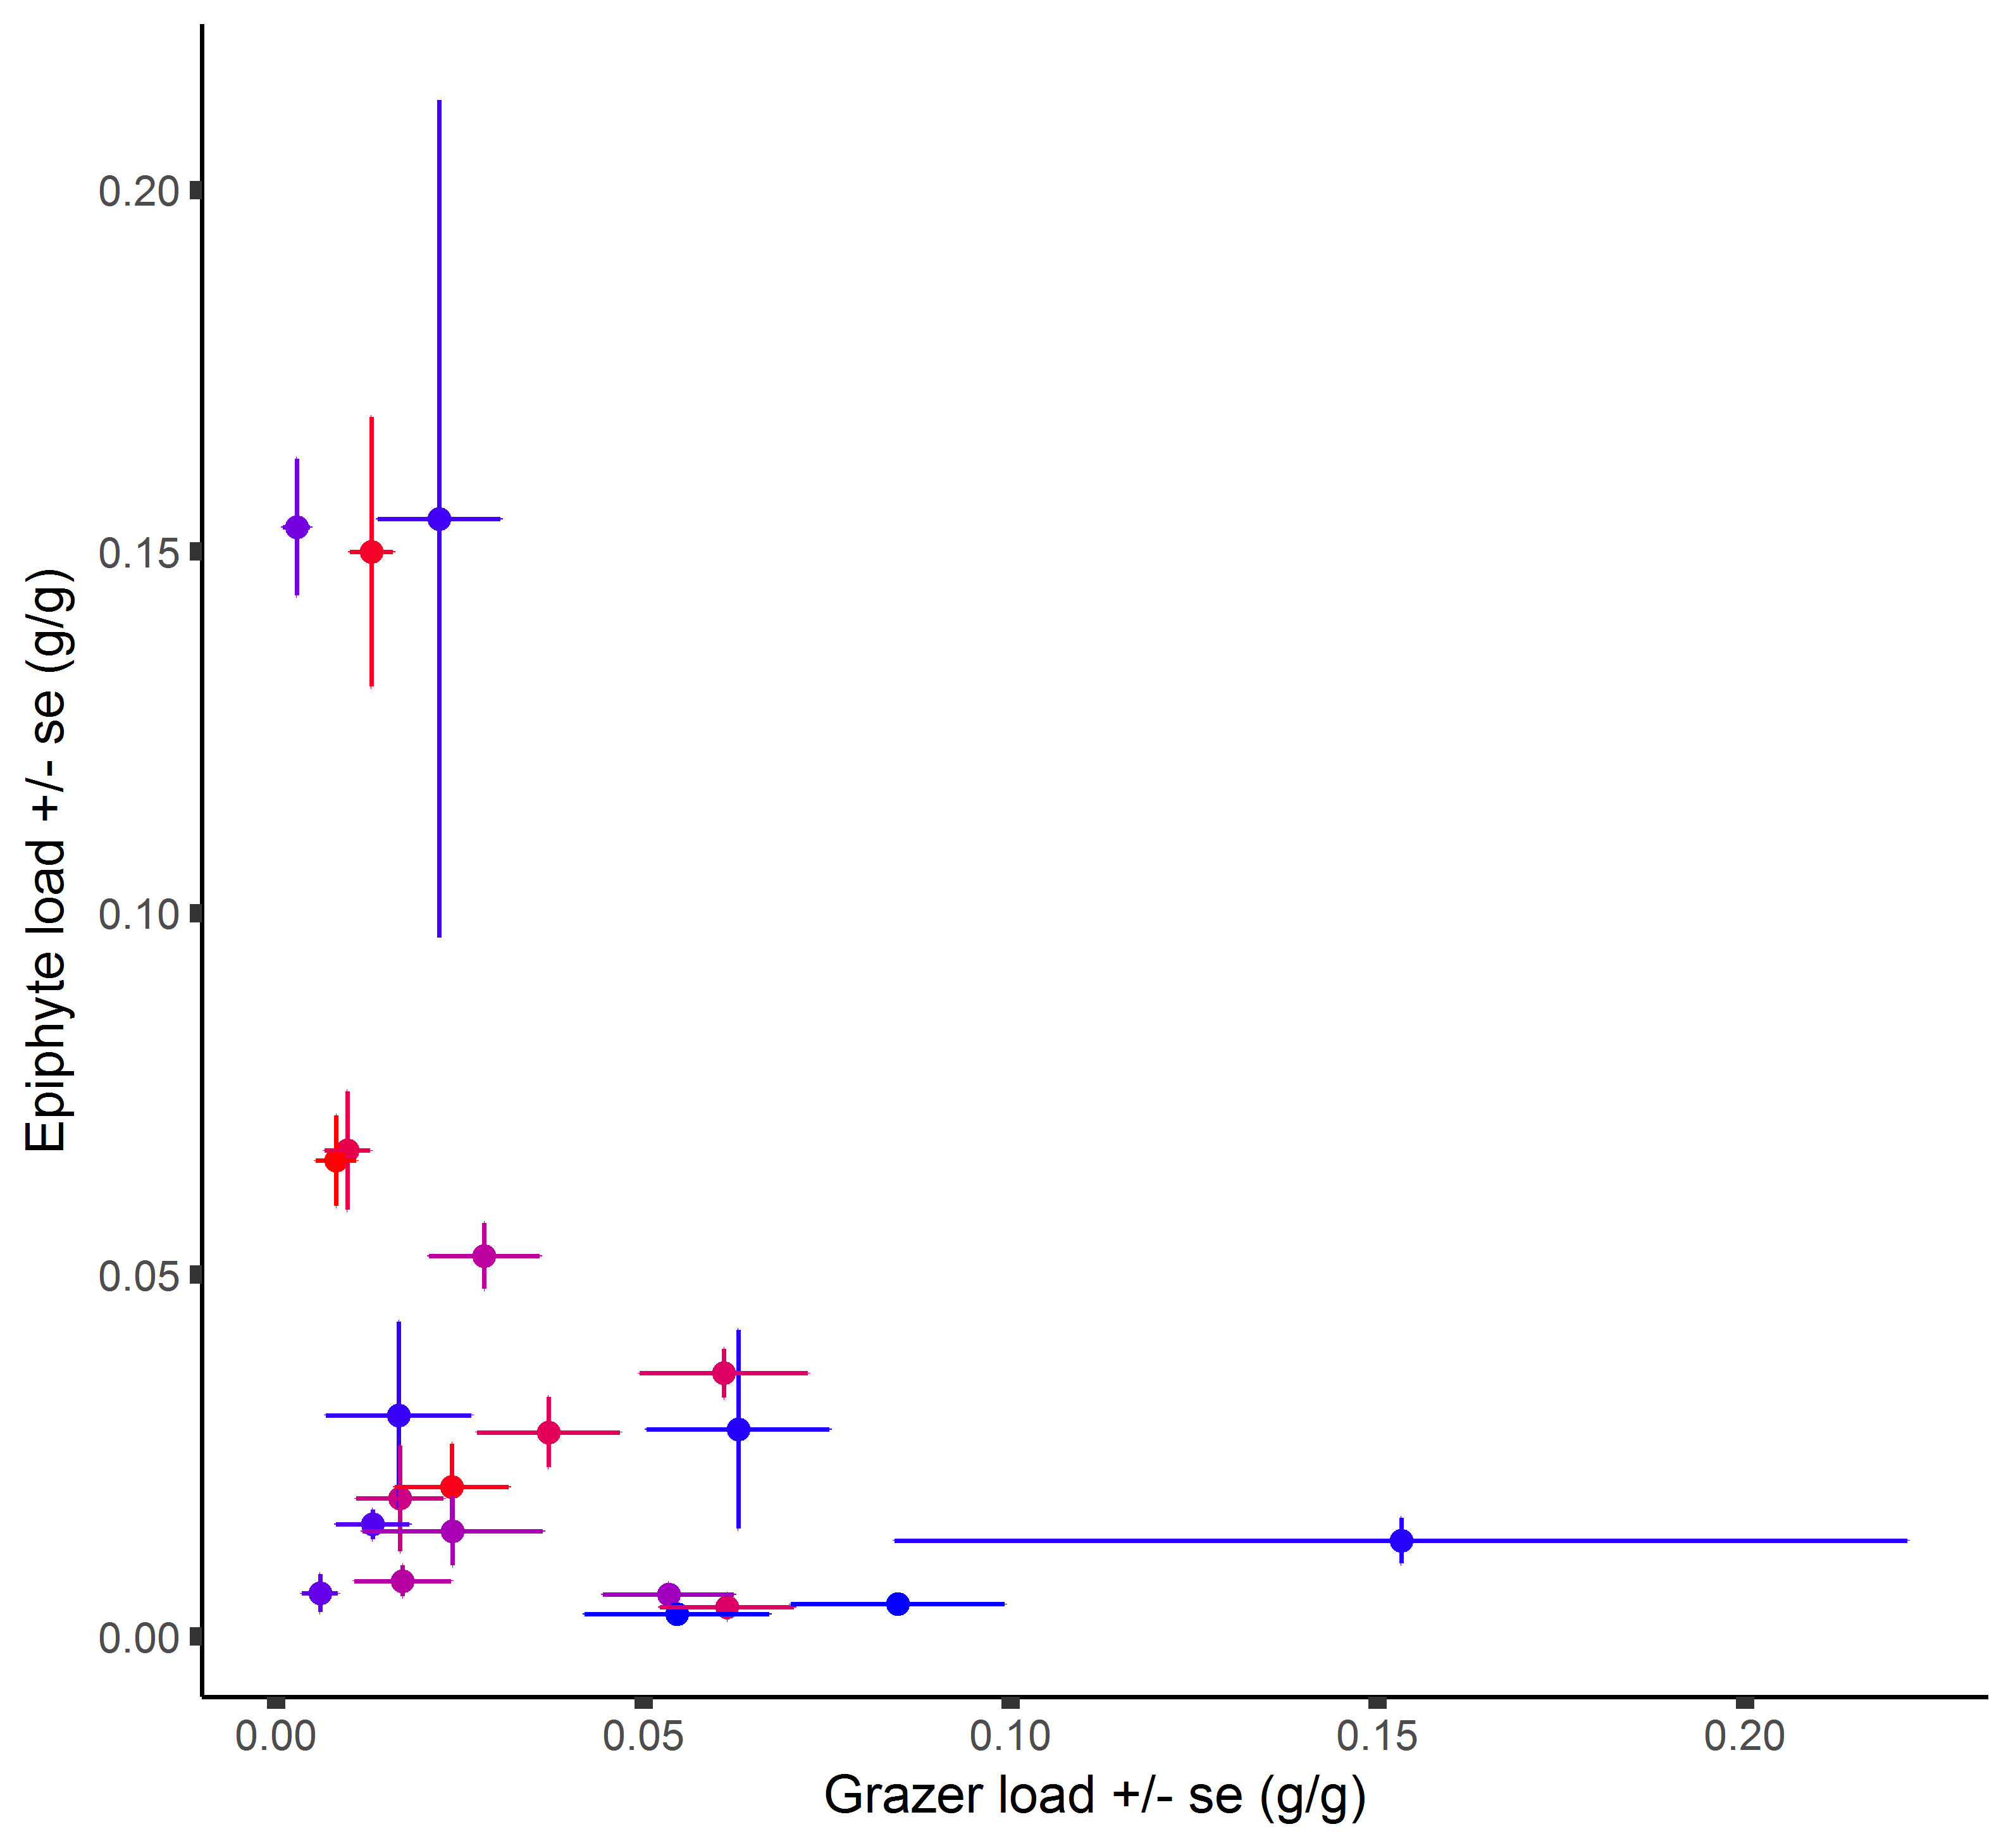 Epiphyte load +/- se (g/g)
0.20
0.15
0.10
0.05
0.00
0.00 0.05 0.10 0.15 0.20
Grazer load +/- se (g/g)